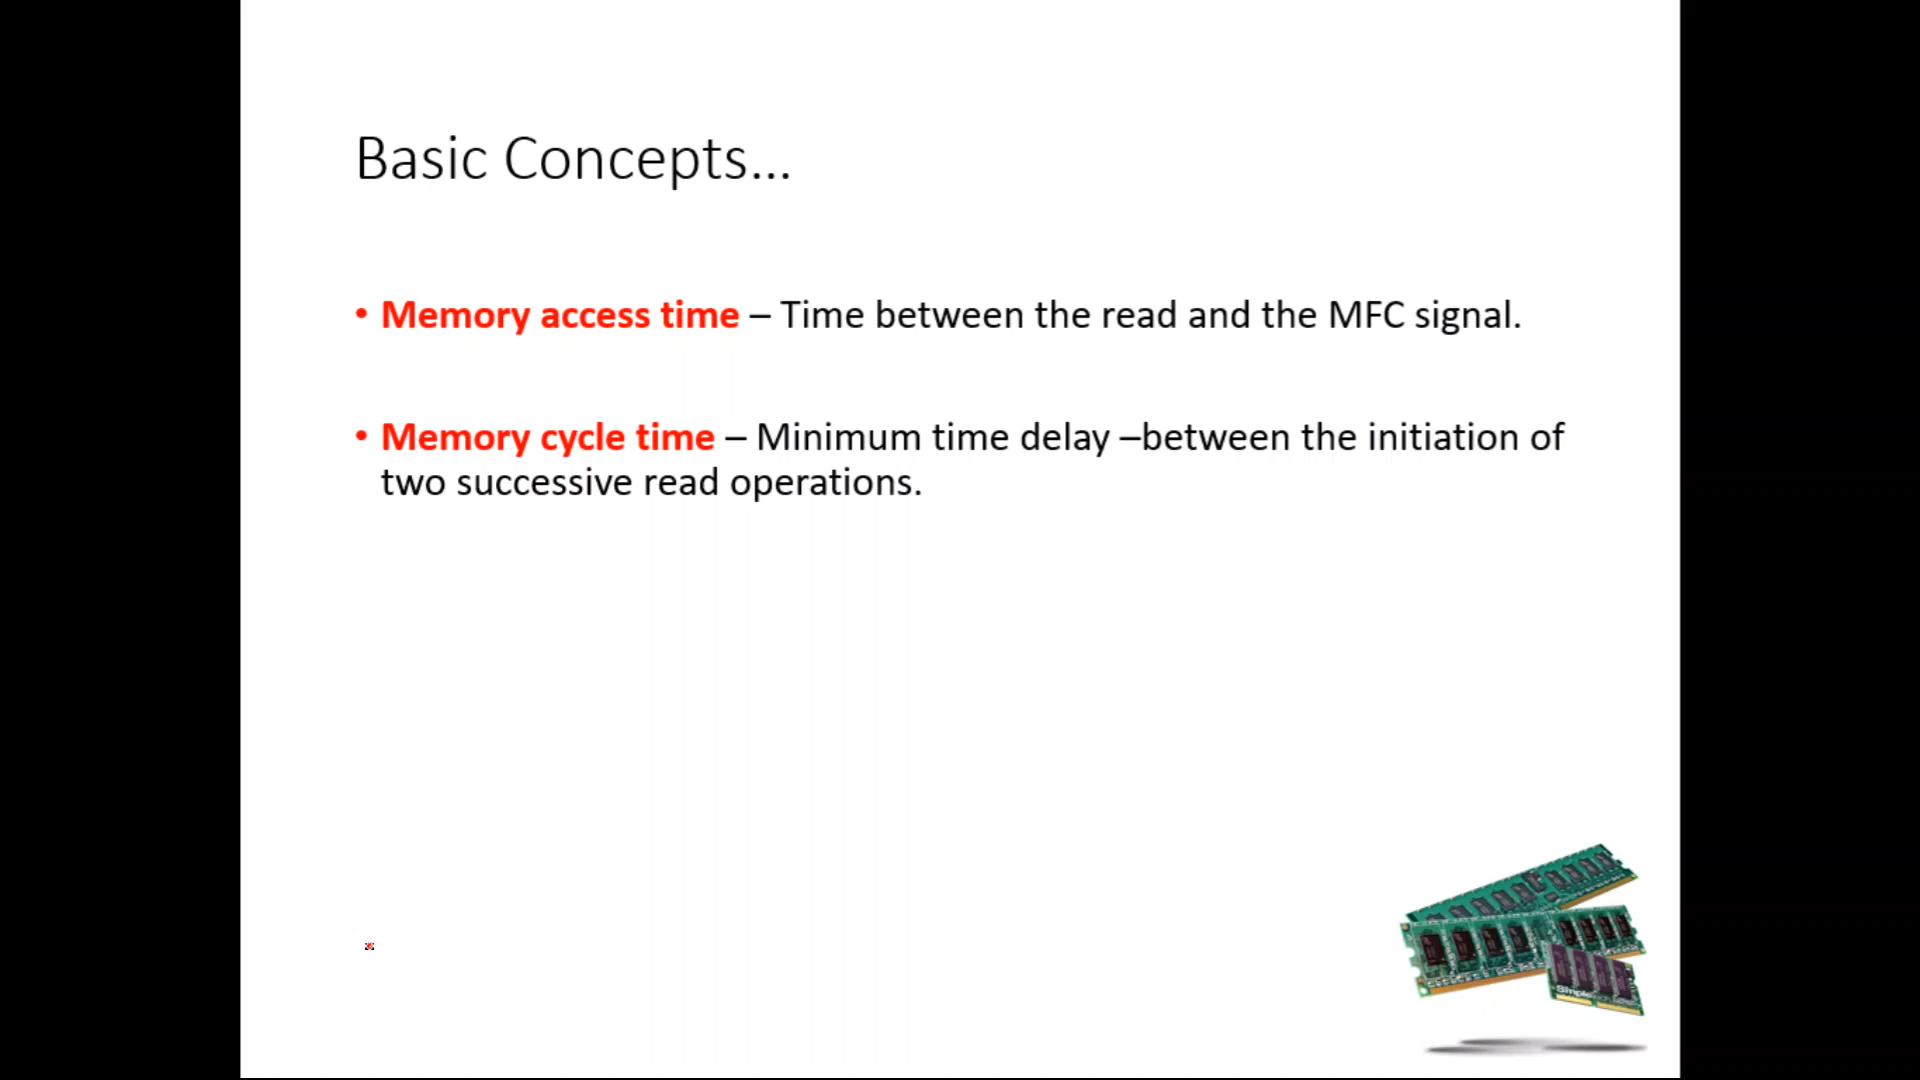 Basic Concepts...
• Memory access time – Time between the read and the MFC signal.
• Memory cycle time – Minimum time delay –between the initiation of
two successive read operations.